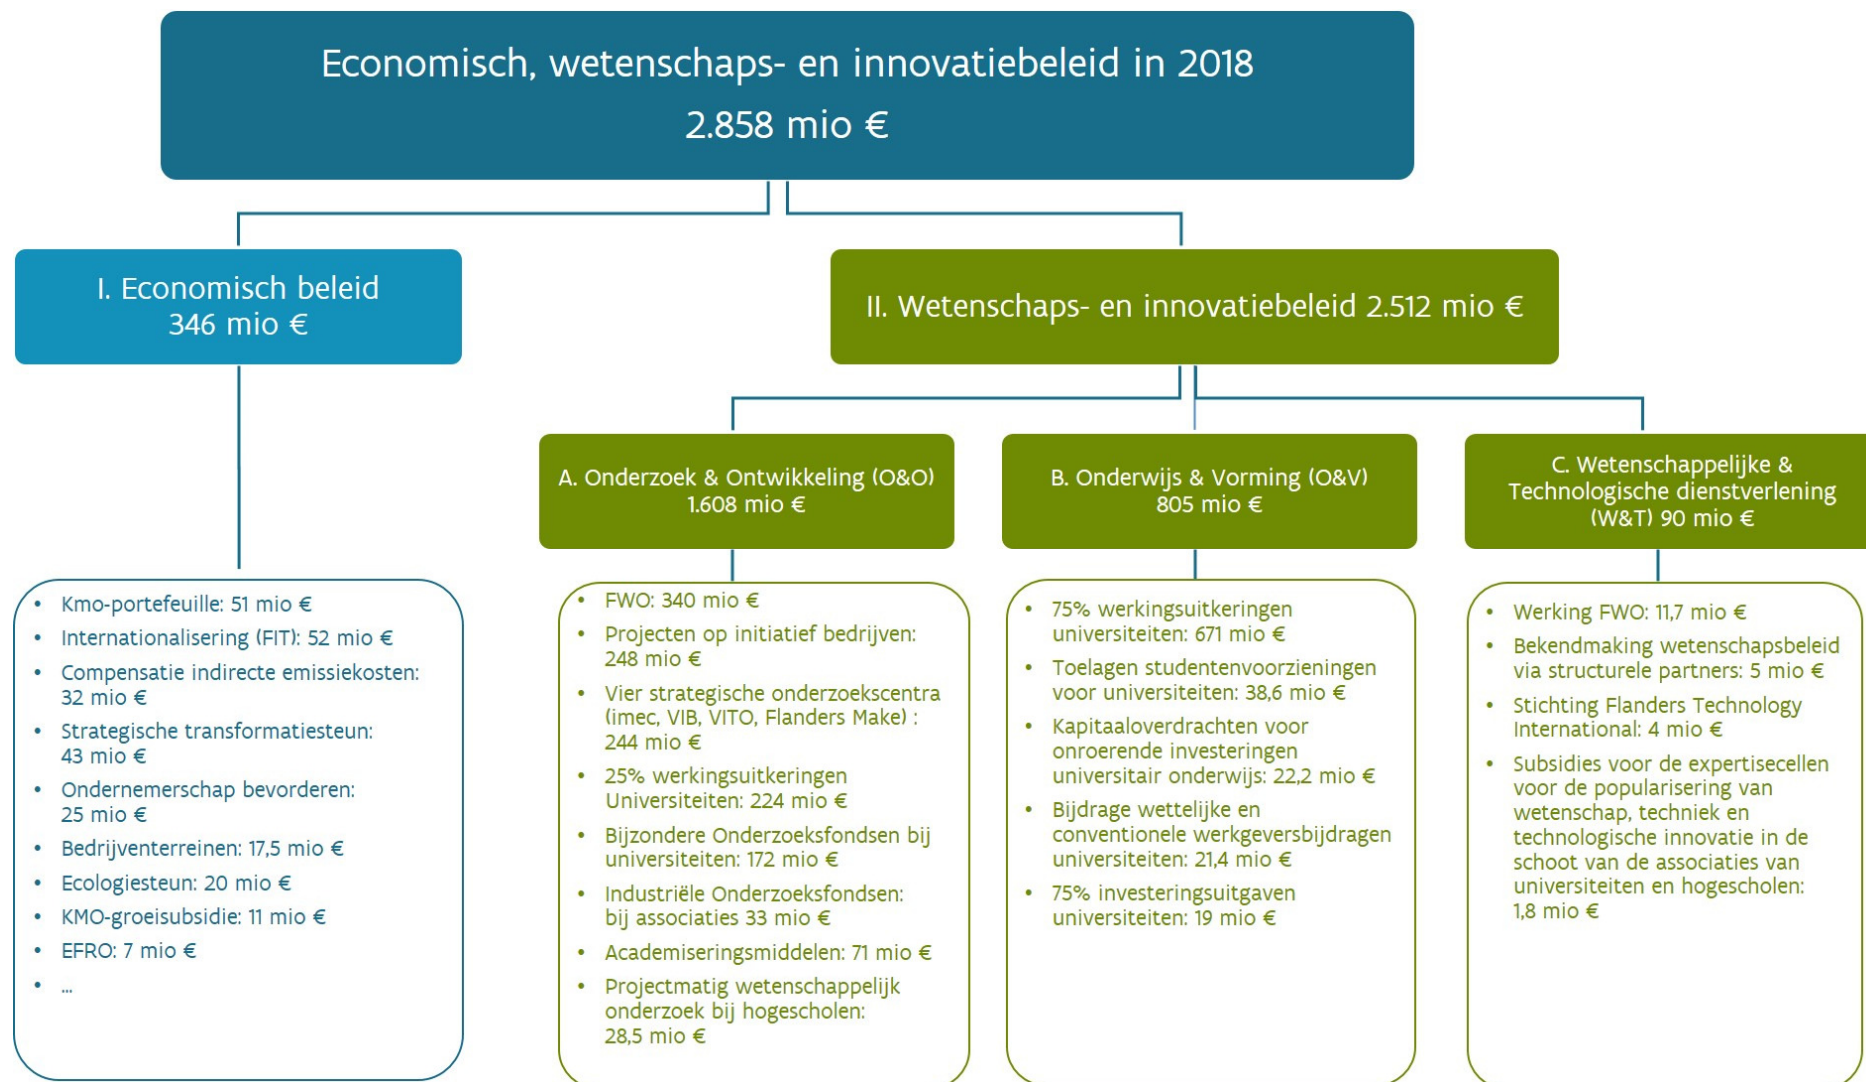 Economisch, wetenschaps- en innovatiebeleid in 2018
2.858 mio €
I. Economisch beleid
346 mio €
II. Wetenschaps- en innovatiebeleid 2.512 mio €
A. Onderzoek & Ontwikkeling (O&O)
1.608 mio €
B. Onderwijs & Vorming (O&V)
805 mio €
C. Wetenschappelijke &
Technologische dienstverlening
(W&T) 90 mio €
• Kmo-portefeuille: 51 mio €
• Internationalisering (FIT): 52 mio €
• Compensatie indirecte emissiekosten:
32 mio €
• Strategische transformatiesteun:
43 mio €
• Ondernemerschap bevorderen:
25 mio €
• Bedrijventerreinen: 17,5 mio €
• Ecologiesteun: 20 mio €
• KMO-groeisubsidie: 11 mio €
• EFRO: 7 mio €
• ...
• FWO: 340 mio €
• Projecten op initiatief bedrijven:
248 mio €
• Vier strategische onderzoekscentra
(imec, VIB, VITO, Flanders Make) :
244 mio €
• 25% werkingsuitkeringen
Universiteiten: 224 mio €
• Bijzondere Onderzoeksfondsen bij
universiteiten: 172 mio €
• Industriële Onderzoeksfondsen:
bij associaties 33 mio €
• Academiseringsmiddelen: 71 mio €
• Projectmatig wetenschappelijk
onderzoek bij hogescholen:
28,5 mio €
• 75% werkingsuitkeringen
universiteiten: 671 mio €
• Toelagen studentenvoorzieningen
voor universiteiten: 38,6 mio €
• Kapitaaloverdrachten voor
onroerende investeringen
universitair onderwijs: 22,2 mio €
• Bijdrage wettelijke en
conventionele werkgeversbijdragen
universiteiten: 21,4 mio €
• 75% investeringsuitgaven
universiteiten: 19 mio €
• Werking FWO: 11,7 mio €
• Bekendmaking wetenschapsbeleid
via structurele partners: 5 mio €
• Stichting Flanders Technology
International: 4 mio €
• Subsidies voor de expertisecellen
voor de popularisering van
wetenschap, techniek en
technologische innovatie in de
schoot van de associaties van
universiteiten en hogescholen:
1,8 mio €